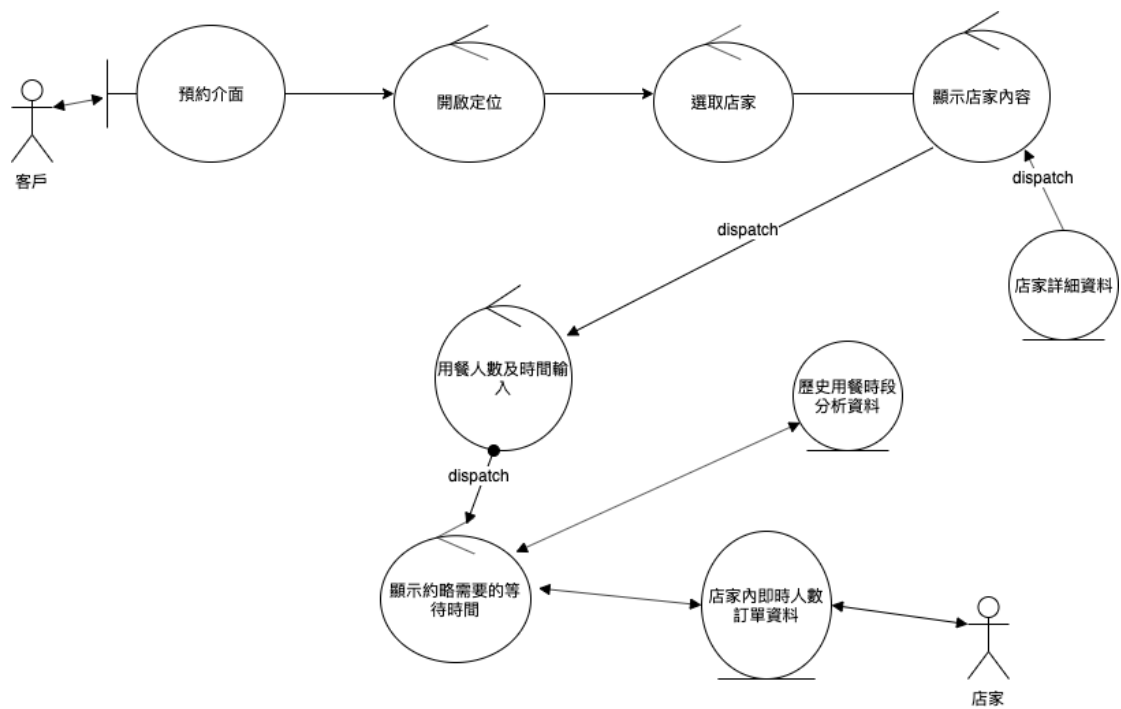 預約介面
開啟定位
選取店家
顯示店家內容
客戶
dispatch
dispatch
店家詳細資料
用餐人數及時間輸
入
歷史用餐時段
分析資料
dispatch
顯示約略需要的等
待時間
店家內即時人數
訂單資料
店家